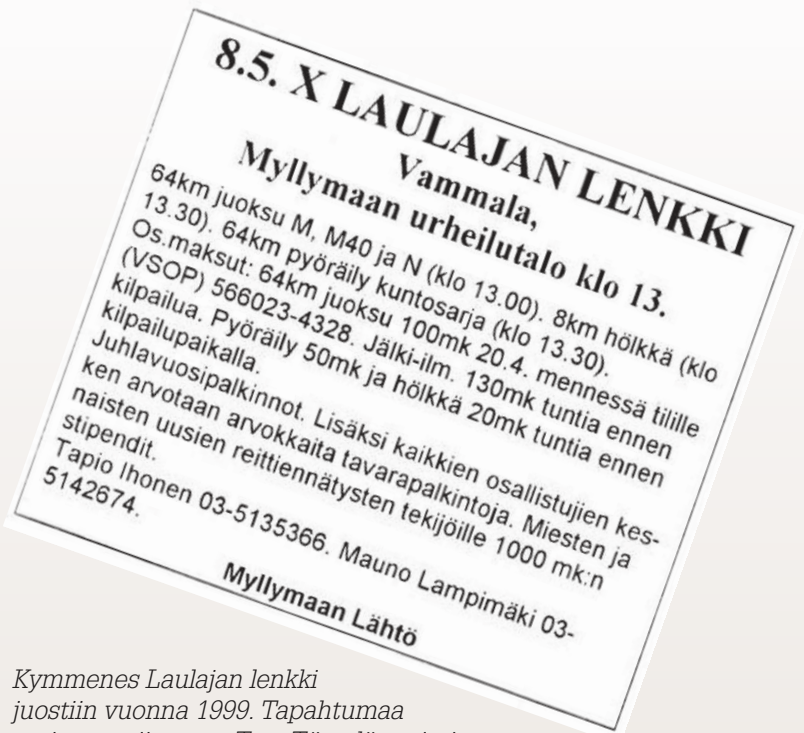 8.5. X LAULAJAN LENKKI
Vammala,
Myllymaan urheilutalo klo 13.
64km juoksu M, M40 ja N (klo 13.00). 8km hölkkä (klo
13.30). 64km pyöräily kuntosarja (klo 13.30).
Os.maksut: 64km juoksu 100mk 20.4. mennessä tilille
(VSOP) 566023-4328. Jälki-ilm. 130mk tuntia ennen
kilpailua. Pyöräily 50mk ja hölkkä 20mk tuntia ennen
kilpailupaikalla.
Juhlavuosipalkinnot. Lisäksi kaikkien osallistujien kes-
ken arvotaan arvokkaita tavarapalkintoja. Miesten ja
naisten uusien reittiennätysten tekijöille 1000 mk:n
stipendit.
Tapio Ihonen 03-5135366. Mauno Lampimäki 03-
5142674.
Myllymaan Lähtö
Kymmenes Laulajan lenkki
juostiin vuonna 1999. Tapahtumaa